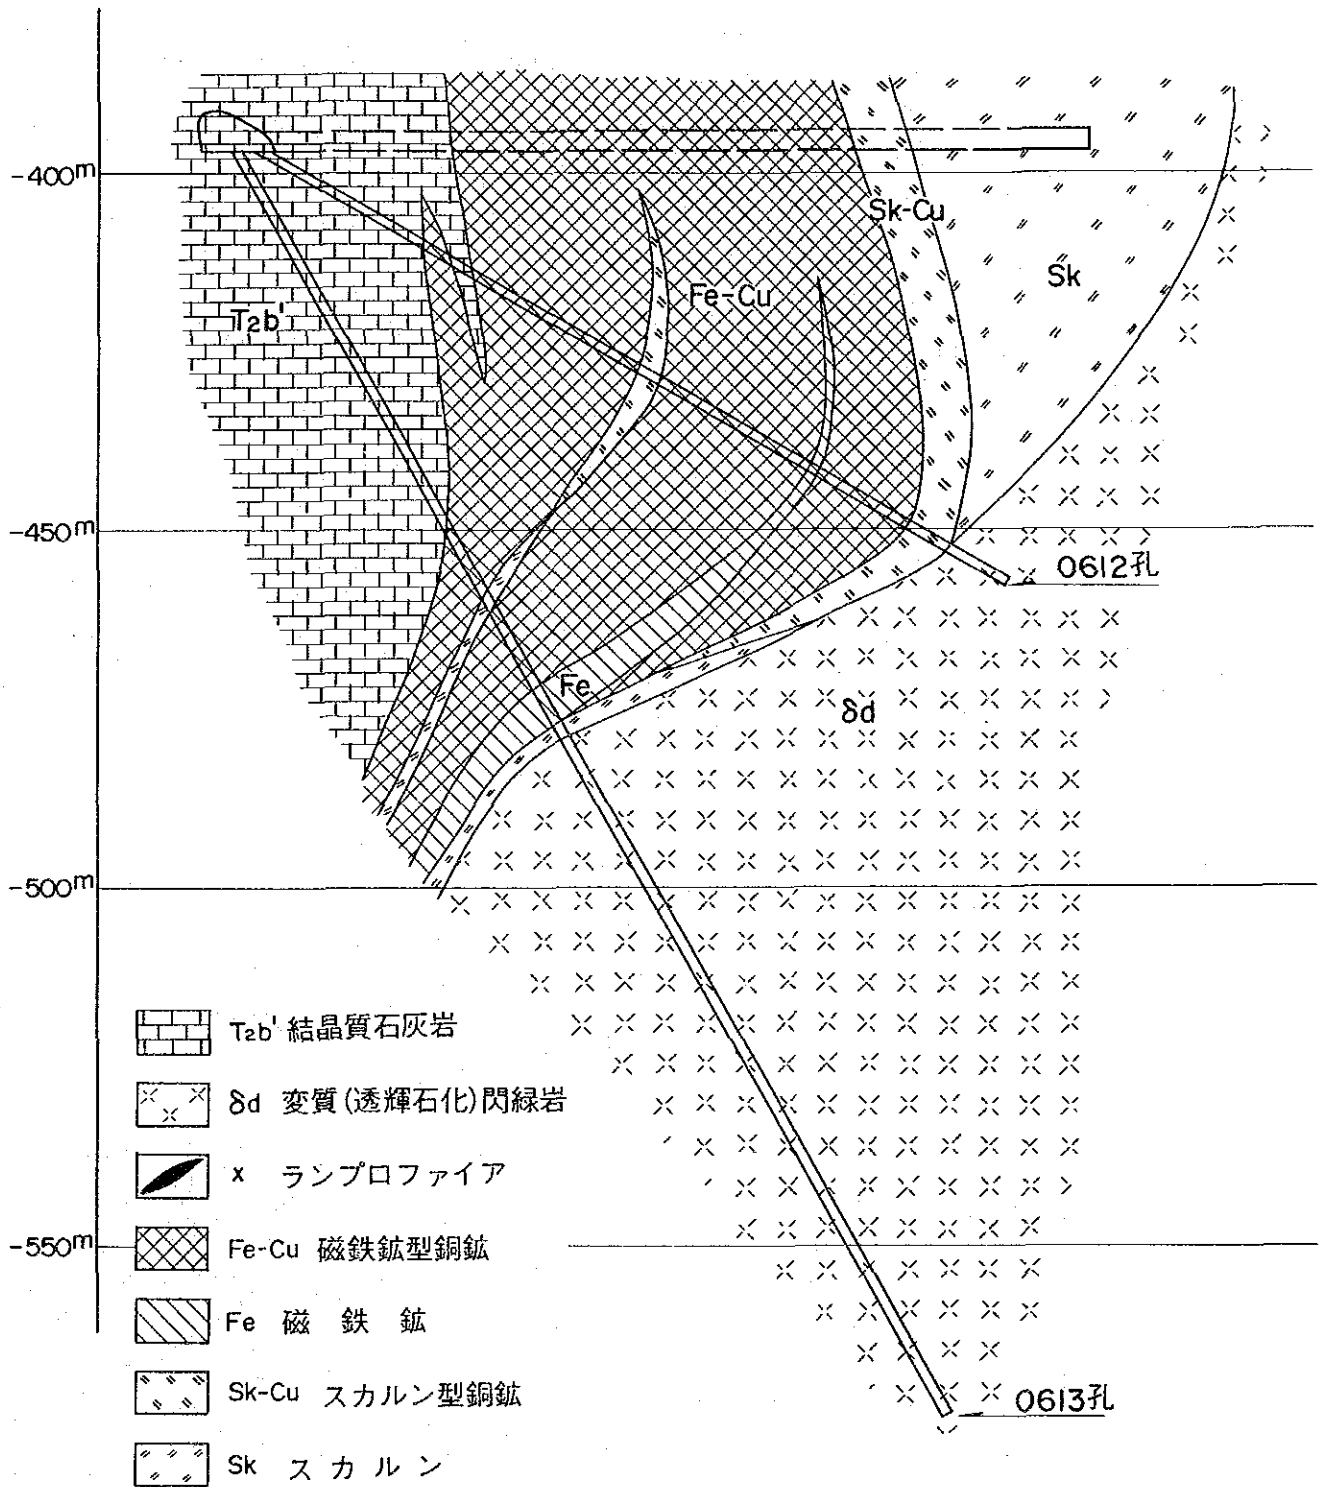 -400m
Sk-Cu
Sk
Fe-Cu
T2b'
-450m
0612孔
Fe
δd
-500m
T2b' 結晶質石灰岩
δd 変質(透輝石化)閃緑岩
x ランプロファイア
-550m
Fe-Cu 磁鉄鉱型銅鉱
Fe 磁 鉄 鉱
Sk-Cu スカルン型銅鉱
0613孔
Sk ス カ ル ン